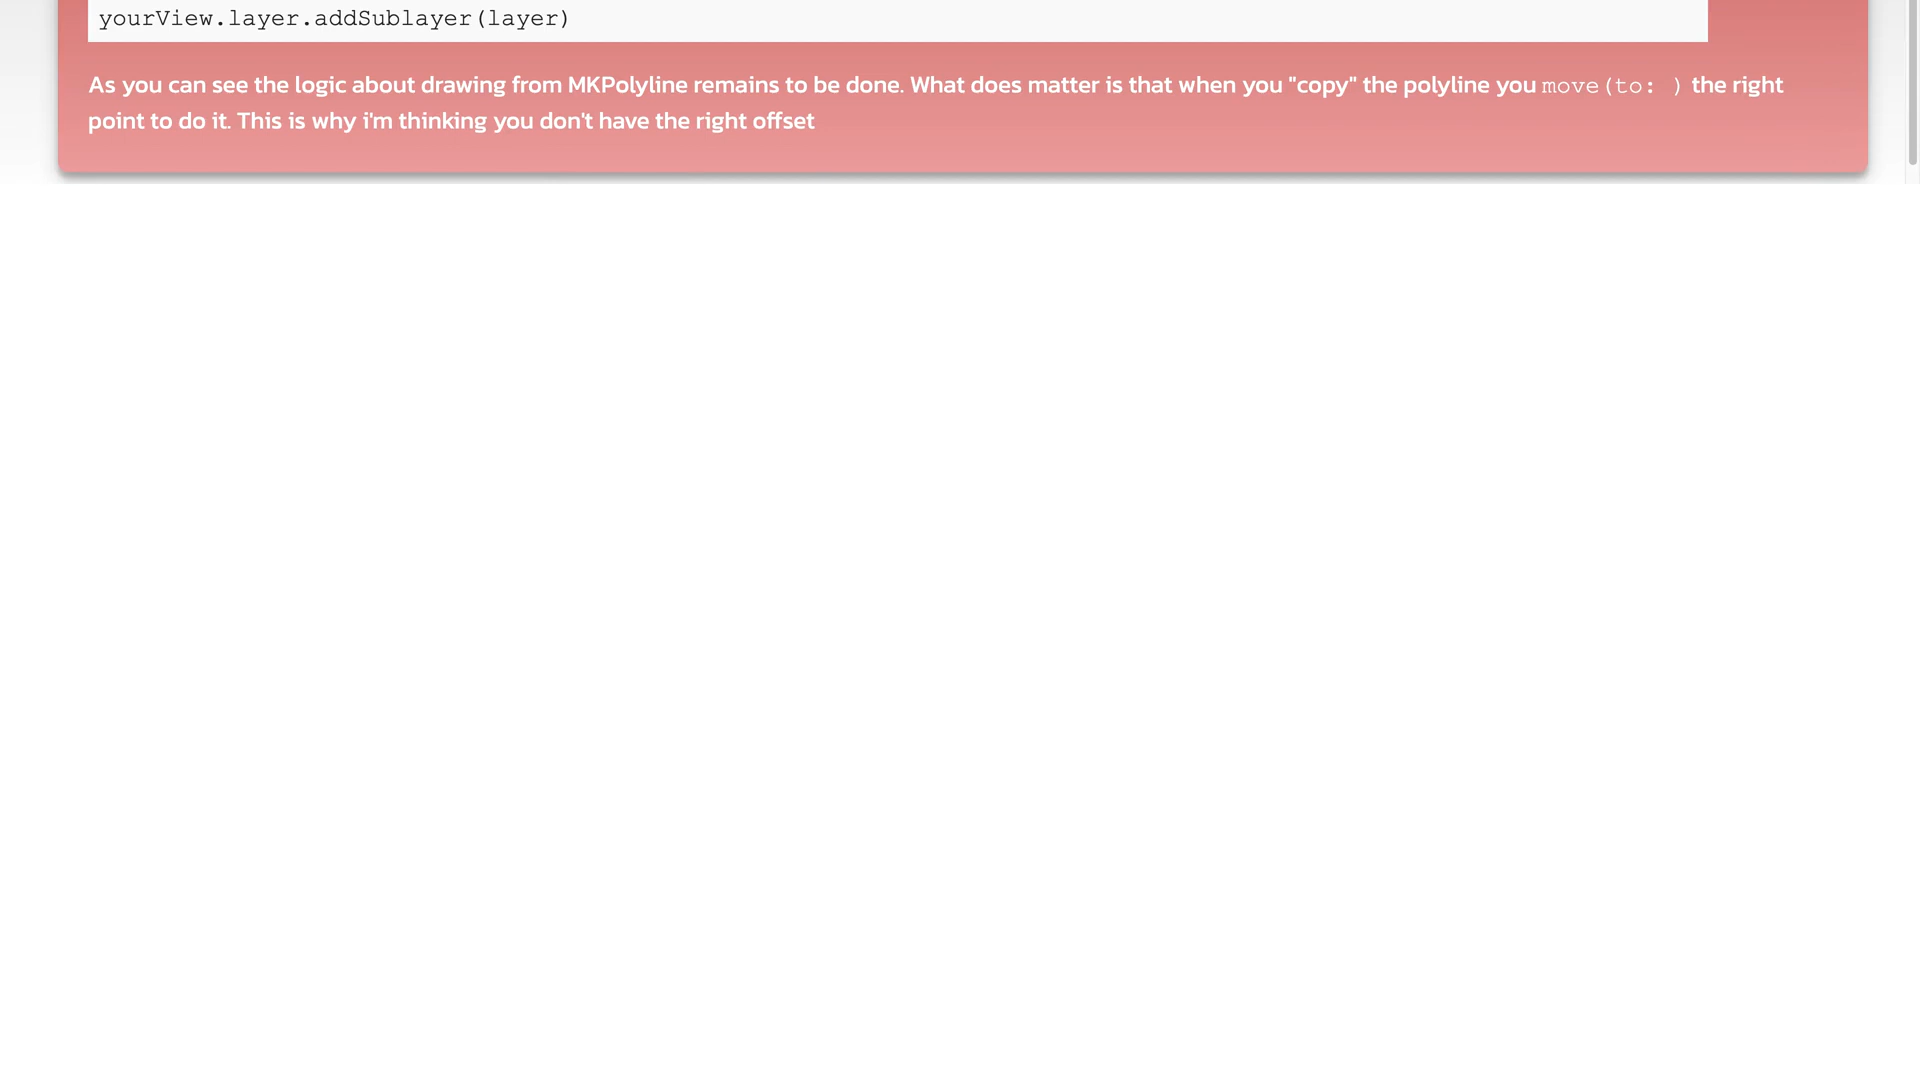 yourView.layer.addSublayer(layer)
As you can see the logic about drawing from MKPolyline remains to be done. What does matter is that when you "copy" the polyline you move(to: ) the right
point to do it. This is why i'm thinking you don't have the right offset